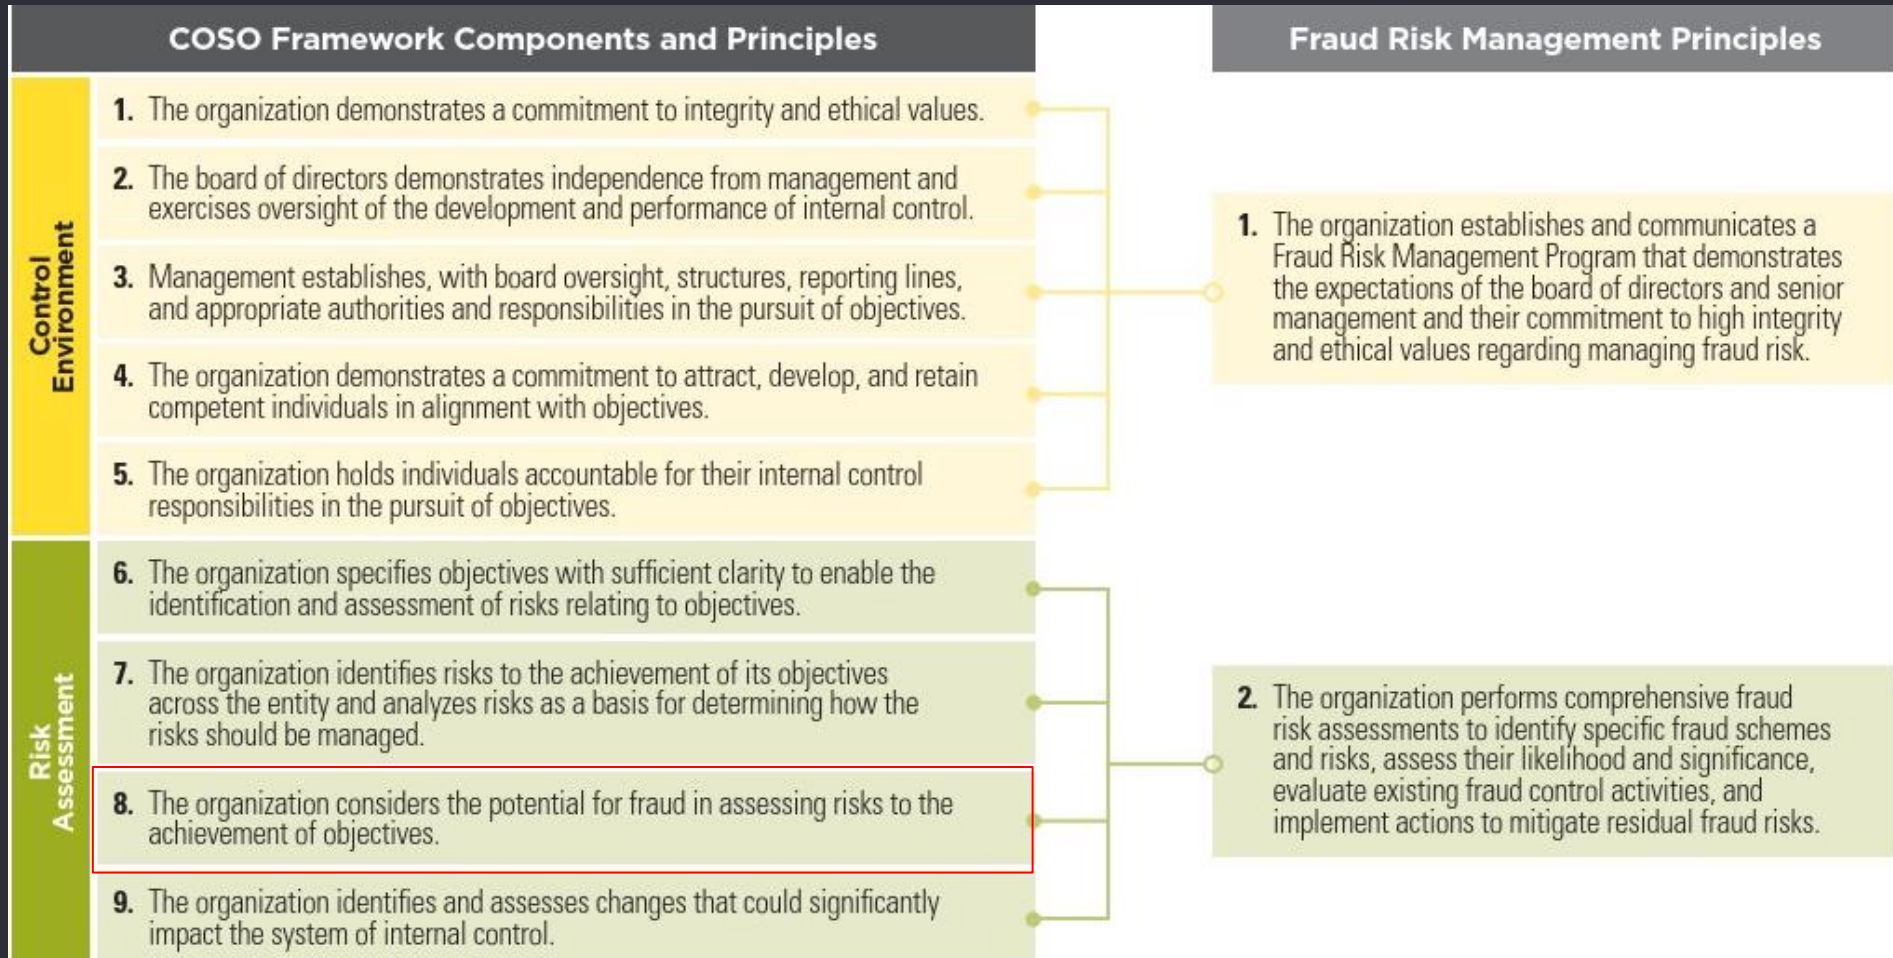 COSO Framework Components and Principles
Fraud Risk Management Principles
Control
Environment
1. The organization demonstrates a commitment to integrity and ethical values.
2. The board of directors demonstrates independence from management and
exercises oversight of the development and performance of internal control.
3. Management establishes, with board oversight, structures, reporting lines,
and appropriate authorities and responsibilities in the pursuit of objectives.
4. The organization demonstrates a commitment to attract, develop, and retain
competent individuals in alignment with objectives.
5. The organization holds individuals accountable for their internal control
responsibilities in the pursuit of objectives.
1. The organization establishes and communicates a
Fraud Risk Management Program that demonstrates
the expectations of the board of directors and senior
management and their commitment to high integrity
and ethical values regarding managing fraud risk.
Risk
Assessment
6. The organization specifies objectives with sufficient clarity to enable the
identification and assessment of risks relating to objectives.
7. The organization identifies risks to the achievement of its objectives
across the entity and analyzes risks as a basis for determining how the
risks should be managed.
8. The organization considers the potential for fraud in assessing risks to the
achievement of objectives.
9. The organization identifies and assesses changes that could significantly
impact the system of internal control.
2. The organization performs comprehensive fraud
risk assessments to identify specific fraud schemes
and risks, assess their likelihood and significance,
evaluate existing fraud control activities, and
implement actions to mitigate residual fraud risks.